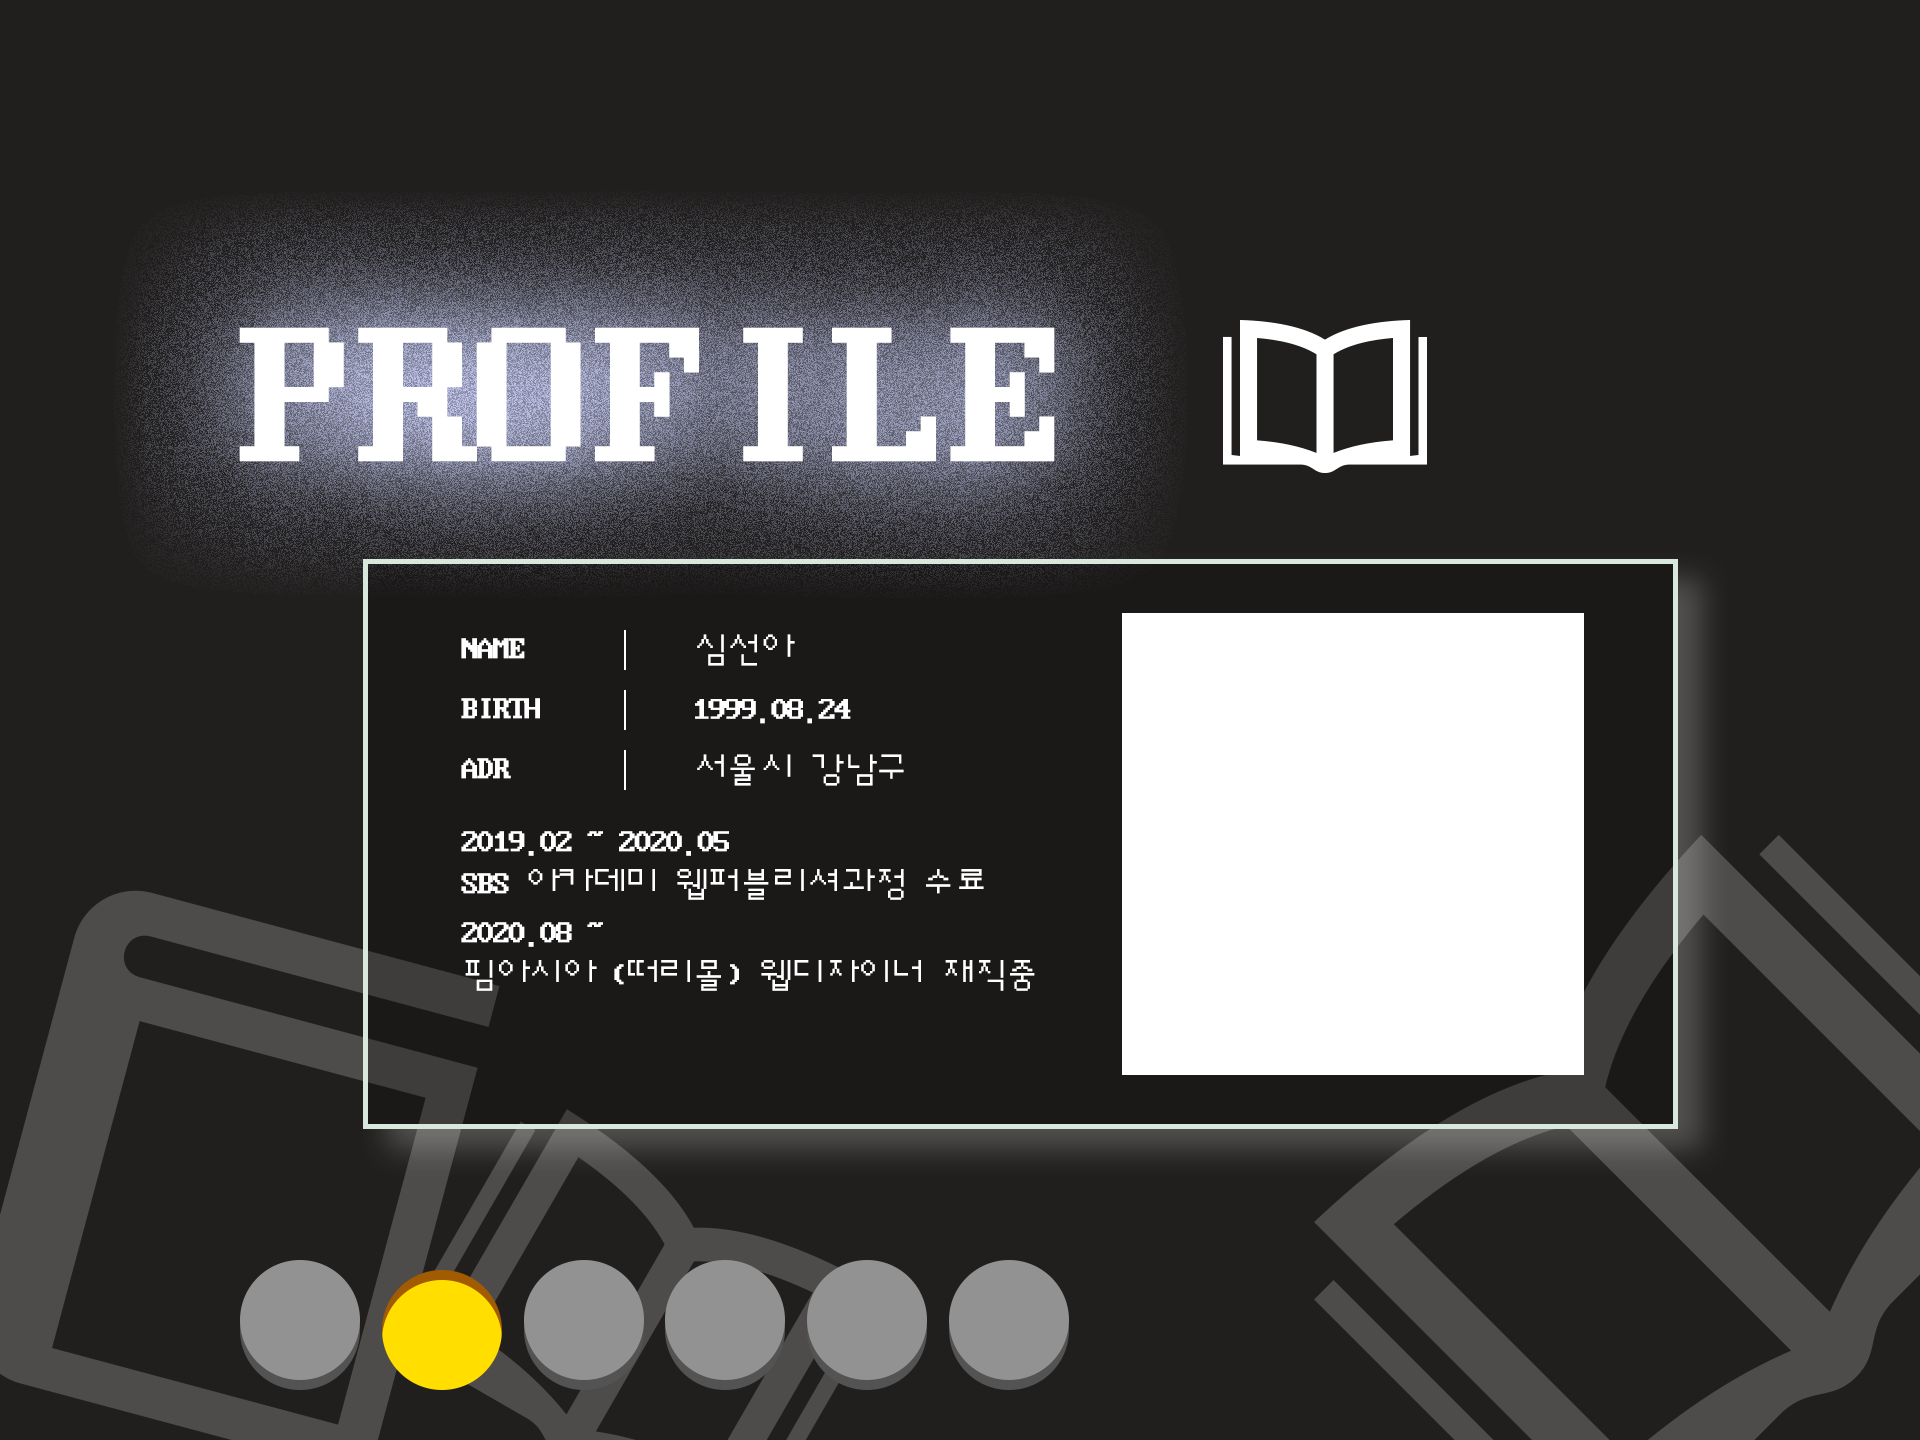 PROFILE
NAME | 심선아
BIRTH | 1999.08.24
ADR | 서울시 강남구
2019.02 ~ 2020.05
SBS 아카데미 웹퍼블리셔과정 수료
2020.08 ~
핌아시아 (떠리몰) 웹디자이너 재직중